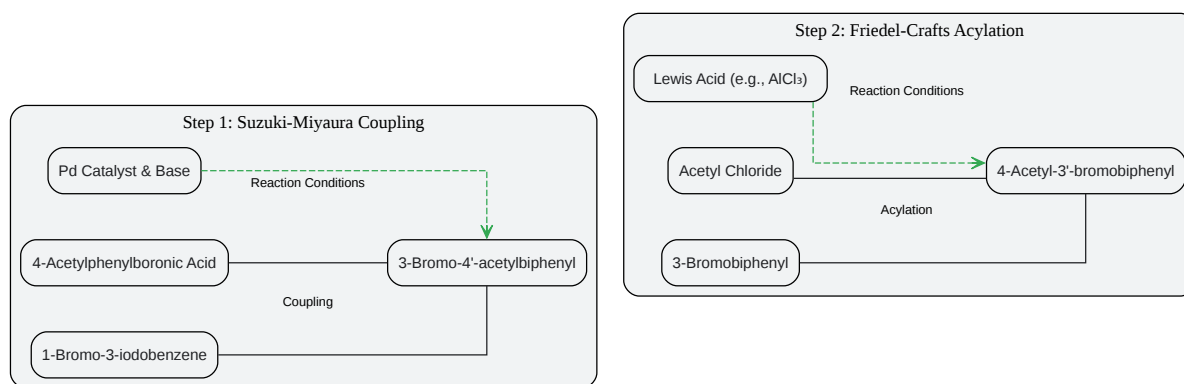 Step 1: Suzuki-Miyaura Coupling
Pd Catalyst & Base
Reaction Conditions
4-Acetylphenylboronic Acid
3-Bromo-4'-acetylbiphenyl
Coupling
1-Bromo-3-iodobenzene
Step 2: Friedel-Crafts Acylation
Lewis Acid (e.g., AlCl₃)
Reaction Conditions
Acetyl Chloride
4-Acetyl-3'-bromobiphenyl
Acylation
3-Bromobiphenyl